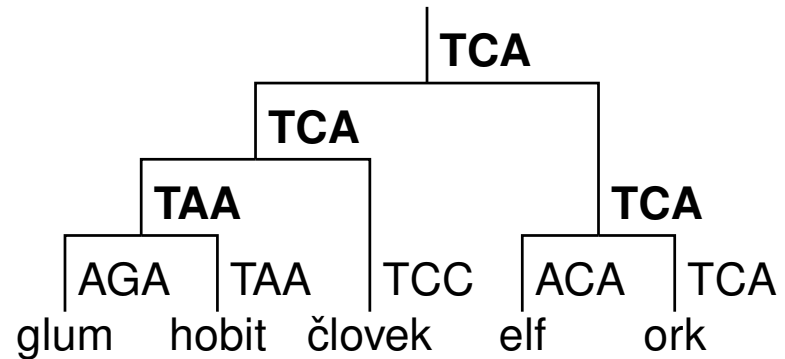 TCA
TCA
TAA TCA
AGA TAA TCC ACA TCA
glum hobit človek elf ork